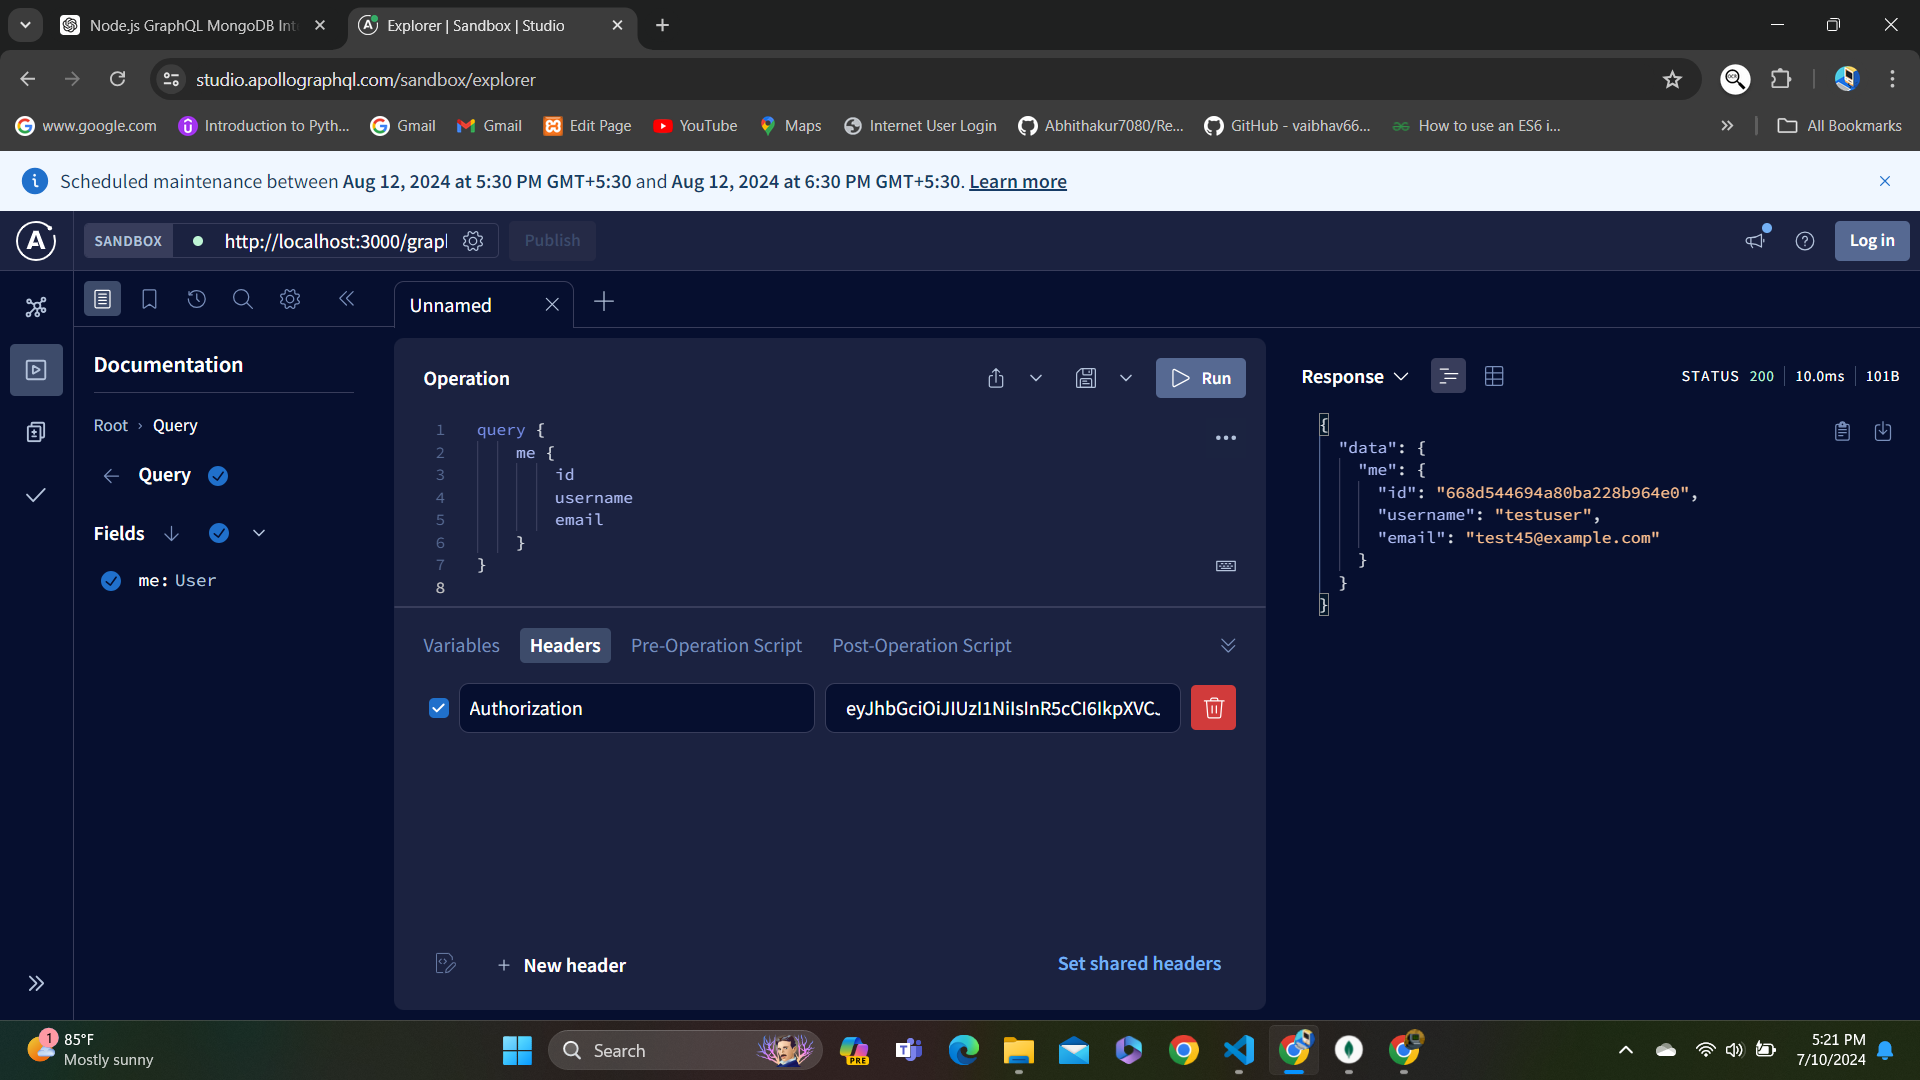 Node.js GraphQL MongoDB Int
Explorer | Sandbox | Studio
studio.apollographql.com/sandbox/explorer
www.google.com
Introduction to Pyth...
Gmail
Gmail
Edit Page
YouTube
Maps
Internet User Login
Abhithakur7080/Re...
GitHub - vaibhav66...
How to use an ES6 i...
All Bookmarks
Scheduled maintenance between Aug 12, 2024 at 5:30 PM GMT+5:30 and Aug 12, 2024 at 6:30 PM GMT+5:30. Learn more
SANDBOX
http://localhost:3000/grap
Publish
Log in
Unnamed
Documentation
Root › Query
Query
Fields
me: User
Operation
Run
1 query {
2 me {
3 id
4 username
5 email
6 }
7 }
8
Variables
Headers
Pre-Operation Script
Post-Operation Script
Authorization
eyJhbGciOiJIUzI1NiIsInR5cCI6IkpXVC.
+ New header
Set shared headers
Response
STATUS 200
10.0ms
101B
{
"data": {
"me": {
"id": "668d544694a80ba228b964e0",
"username": "testuser",
"email": "test45@example.com"
}
}
}
1
85°F
Mostly sunny
Search
PRE
5:21 PM
7/10/2024